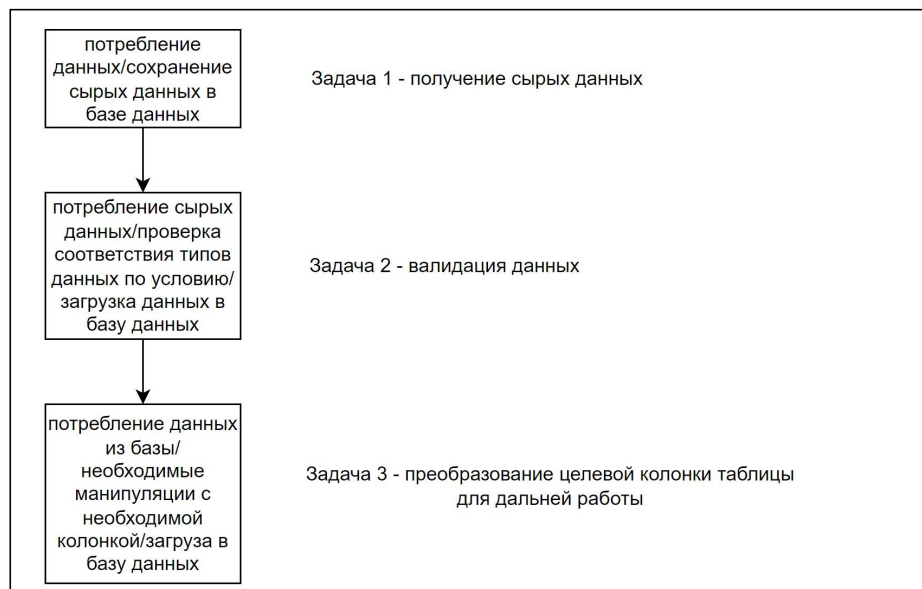 потребление
данных/сохранение
сырых данных в
базе данных
Задача 1 - получение сырых данных
потребление сырых
данных/проверка
соответствия типов
данных по условию/
загрузка данных в
базу данных
Задача 2 - валидация данных
потребление данных
из базы/
необходимые
манипуляции с
необходимой
колонкой/загруза в
базу данных
Задача 3 - преобразование целевой колонки таблицы
для дальней работы